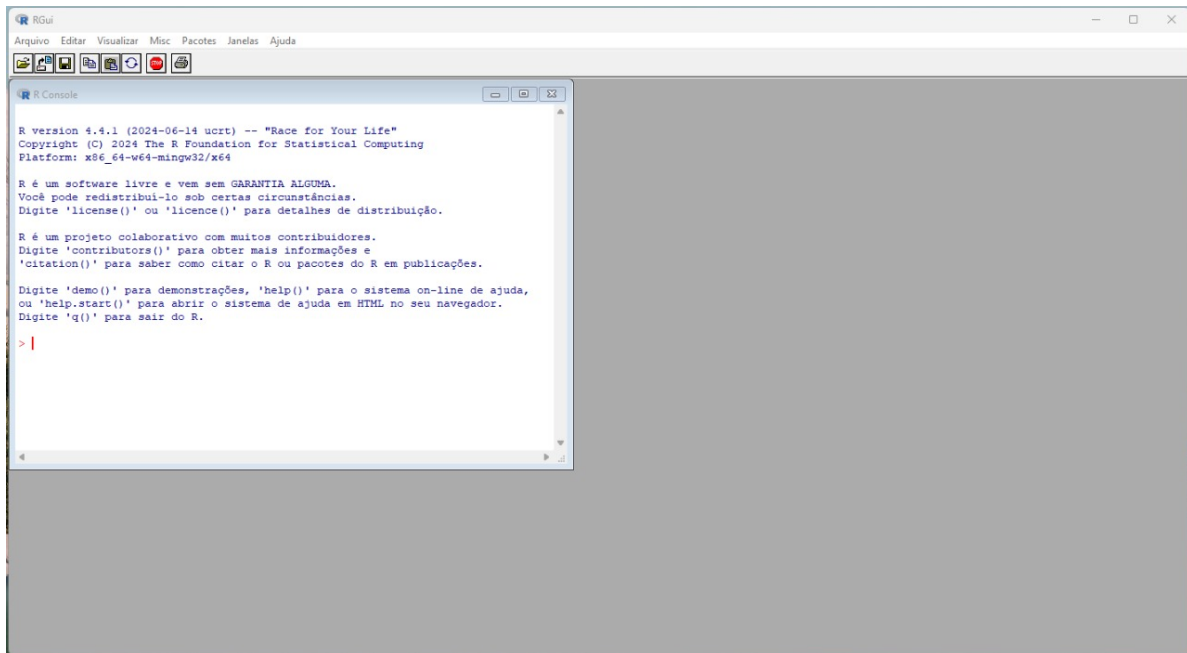 RGui
Arquivo Editar Visualizar Misc Pacotes Janelas Ajuda
STOP
R Console
R version 4.4.1 (2024-06-14 ucrt) -- "Race for Your Life"
Copyright (C) 2024 The R Foundation for Statistical Computing
Platform: x86_64-w64-mingw32/x64
R é um software livre e vem sem GARANTIA ALGUMA.
Você pode redistribuí-lo sob certas circunstâncias.
Digite 'license()' ou 'licence()' para detalhes de distribuição.
R é um projeto colaborativo com muitos contribuidores.
Digite 'contributors()' para obter mais informações e
'citation()' para saber como citar o R ou pacotes do R em publicações.
Digite 'demo()' para demonstrações, 'help()' para o sistema on-line de ajuda,
ou 'help.start()' para abrir o sistema de ajuda em HTML no seu navegador.
Digite 'q()' para sair do R.
>